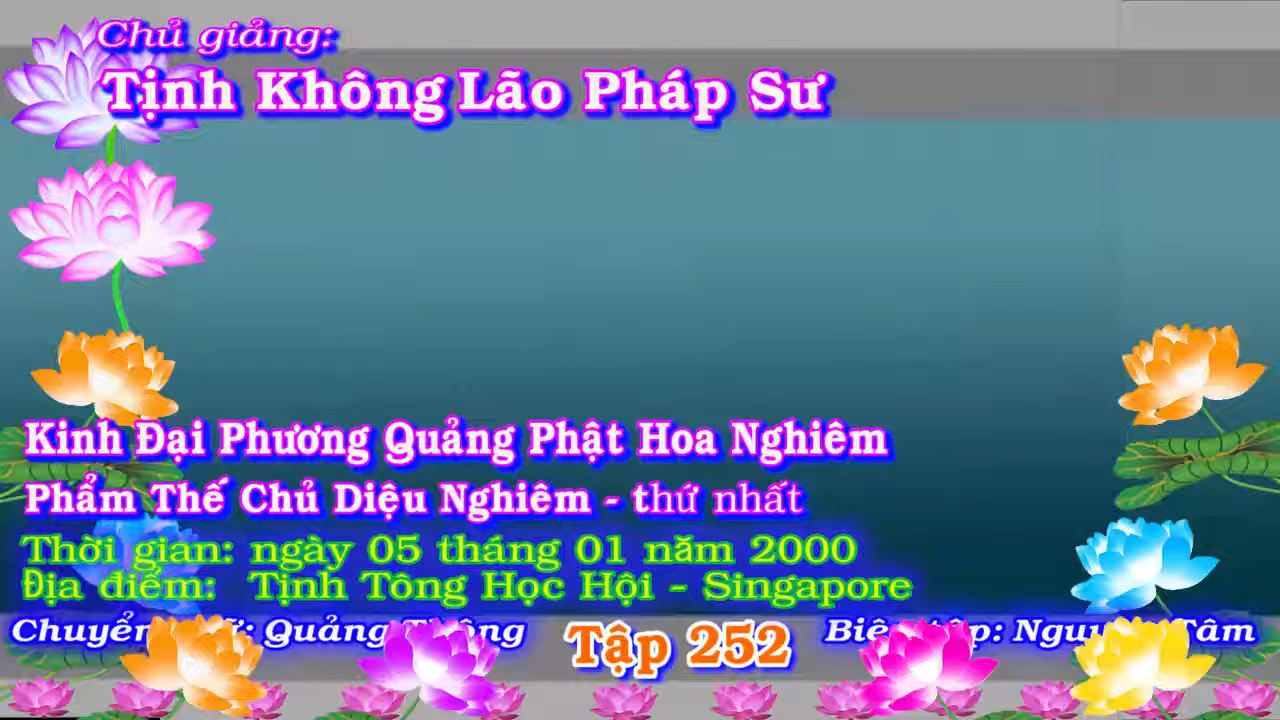 Chủ giảng:
Tịnh Không Lão Pháp Sư
Kinh Đại Phương Quảng Phật Hoa Nghiêm
Phẩm Thế Chủ Diệu Nghiêm - thứ nhất
Thời gian: ngày 05 tháng 01 năm 2000
Địa điểm: Tịnh Tông Học Hội - Singapore
Quảng
Tập 252
Tâm